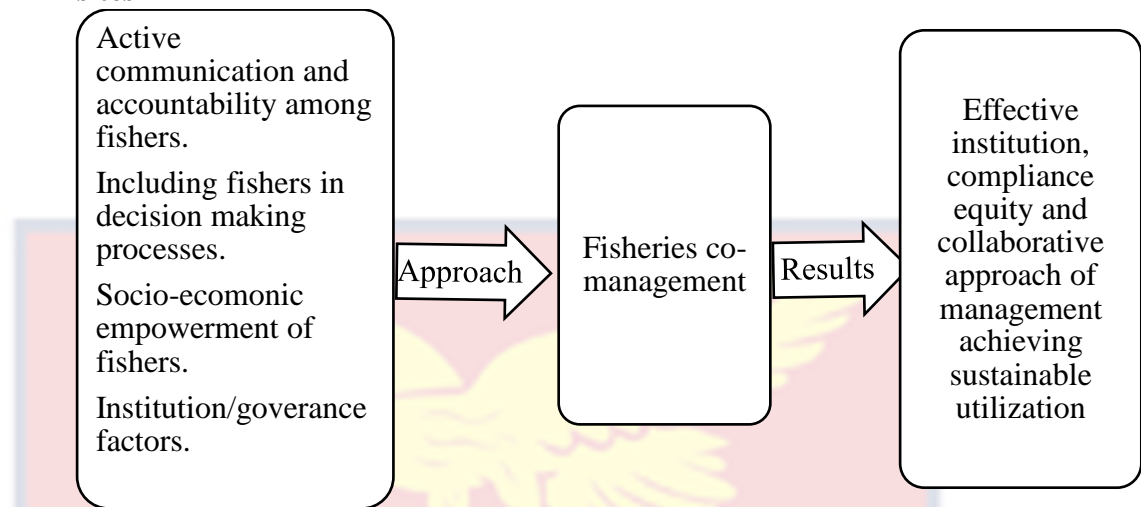 Active
communication and
accountability among
fishers.
Including fishers in
decision making
processes.
Socio-ecomonic
empowerment of
fishers.
Institution/goverance
factors.
Approach
Fisheries co-
management
Results
Effective
institution,
compliance
equity and
collaborative
approach of
management
achieving
sustainable
utilization